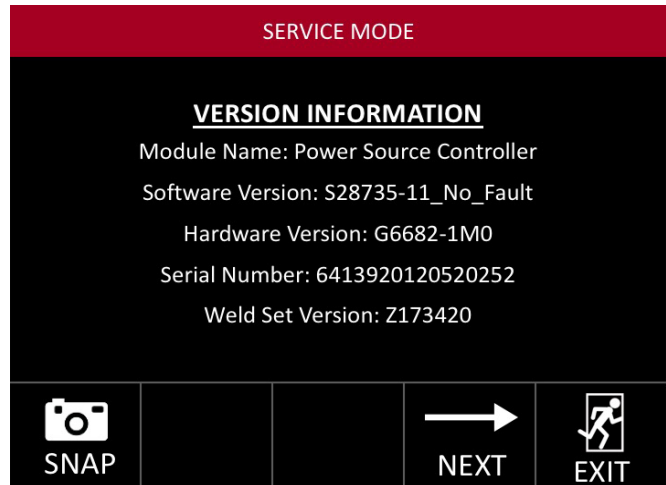 SERVICE MODE
VERSION INFORMATION
Module Name: Power Source Controller
Software Version: S28735-11_No_Fault
Hardware Version: G6682-1M0
Serial Number: 6413920120520252
Weld Set Version: Z173420
SNAP
NEXT
EXIT